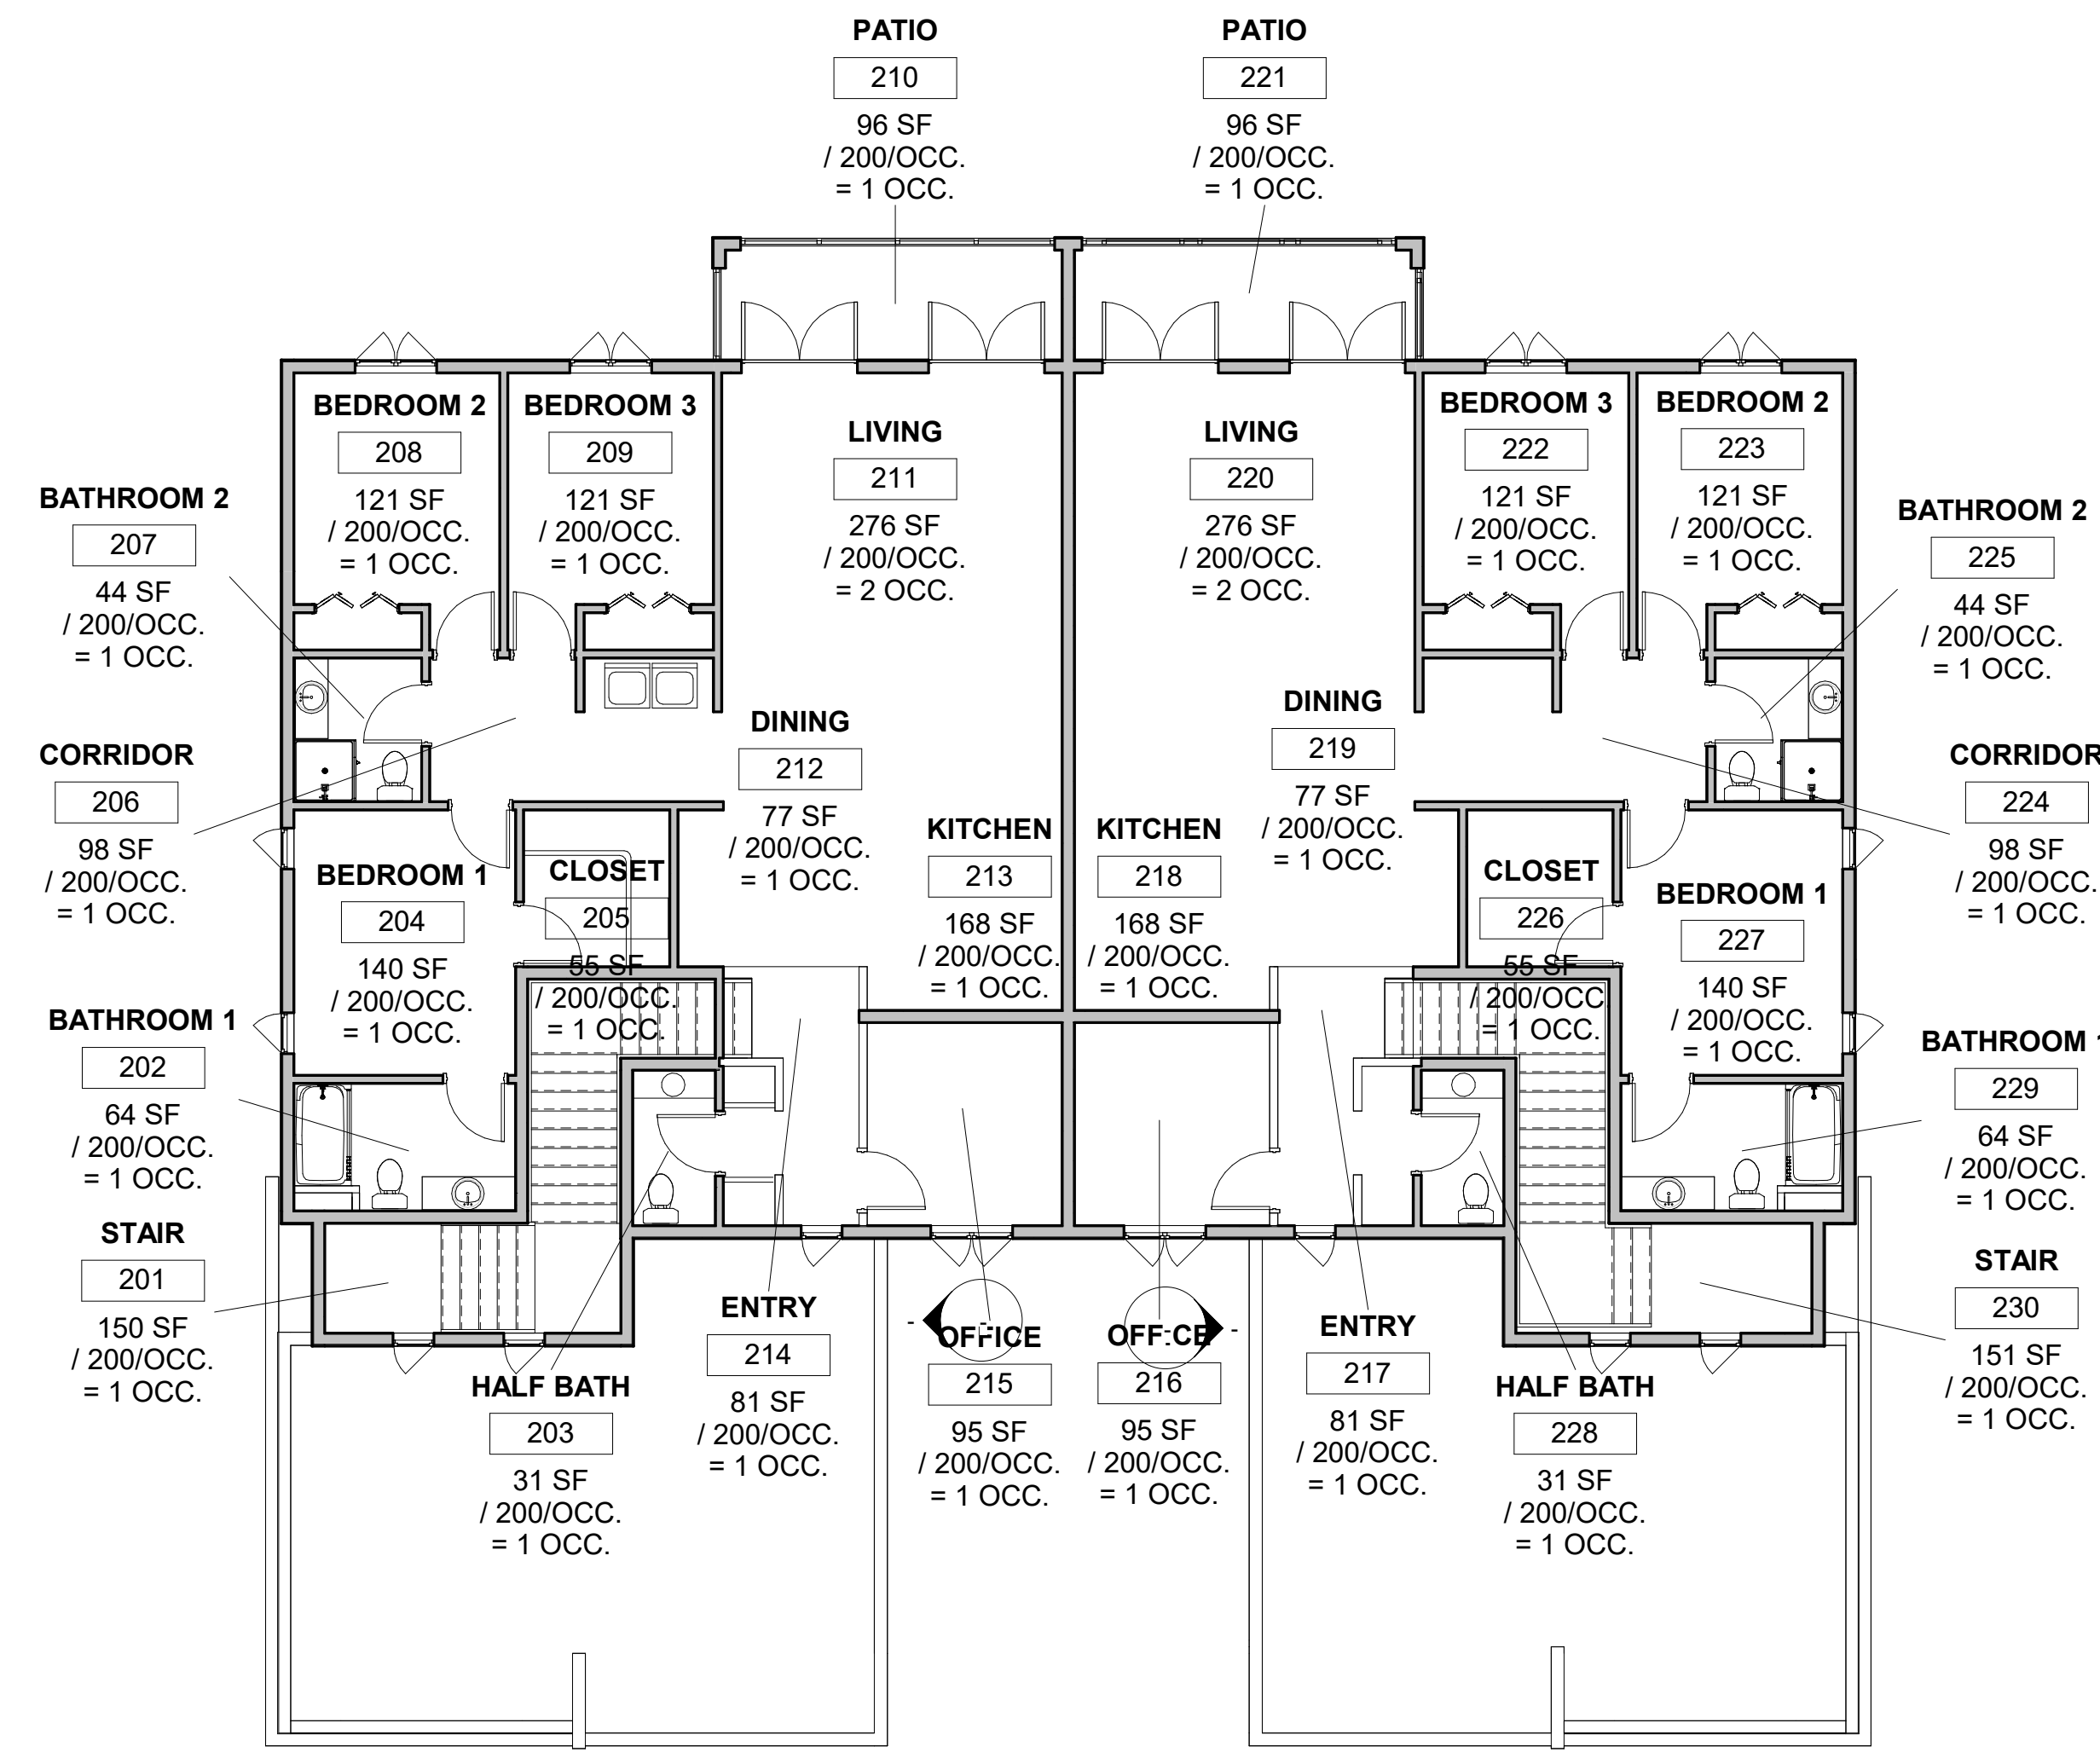 PATIO
210
96 SF
/ 200/OCC.
= 1 OCC.
PATIO
221
96 SF
/ 200/OCC.
= 1 OCC.
BEDROOM 2
208
121 SF
/ 200/OCC.
= 1 OCC.
BEDROOM 3
209
121 SF
/ 200/OCC.
= 1 OCC.
LIVING
211
276 SF
/ 200/OCC.
= 2 OCC.
LIVING
220
276 SF
/ 200/OCC.
= 2 OCC.
BEDROOM 3
222
121 SF
/ 200/OCC.
= 1 OCC.
BEDROOM 2
223
121 SF
/ 200/OCC.
= 1 OCC.
BATHROOM 2
207
44 SF
/ 200/OCC.
= 1 OCC.
BATHROOM 2
225
44 SF
/ 200/OCC.
= 1 OCC.
CORRIDOR
206
98 SF
/ 200/OCC.
= 1 OCC.
DINING
212
77 SF
/ 200/OCC.
= 1 OCC.
DINING
219
77 SF
/ 200/OCC.
= 1 OCC.
CORRIDOR
224
98 SF
/ 200/OCC.
= 1 OCC.
BEDROOM 1
204
140 SF
/ 200/OCC.
= 1 OCC.
CLOSET
205
55 SF
/ 200/OCC.
= 1 OCC.
KITCHEN
213
168 SF
/ 200/OCC.
= 1 OCC.
KITCHEN
218
168 SF
/ 200/OCC.
= 1 OCC.
CLOSET
226
55 SF
/ 200/OCC
= 1 OCC.
BEDROOM 1
227
140 SF
/ 200/OCC.
= 1 OCC.
BATHROOM 1
202
64 SF
/ 200/OCC.
= 1 OCC.
BATHROOM 1
229
64 SF
/ 200/OCC.
= 1 OCC.
STAIR
201
150 SF
/ 200/OCC.
= 1 OCC.
HALF BATH
203
31 SF
/ 200/OCC.
= 1 OCC.
ENTRY
214
81 SF
/ 200/OCC.
= 1 OCC.
OFFICE
215
95 SF
/ 200/OCC.
= 1 OCC.
OFFICE
216
95 SF
/ 200/OCC.
= 1 OCC.
ENTRY
217
81 SF
/ 200/OCC.
= 1 OCC.
HALF BATH
228
31 SF
/ 200/OCC.
= 1 OCC.
STAIR
230
151 SF
/ 200/OCC.
= 1 OCC.